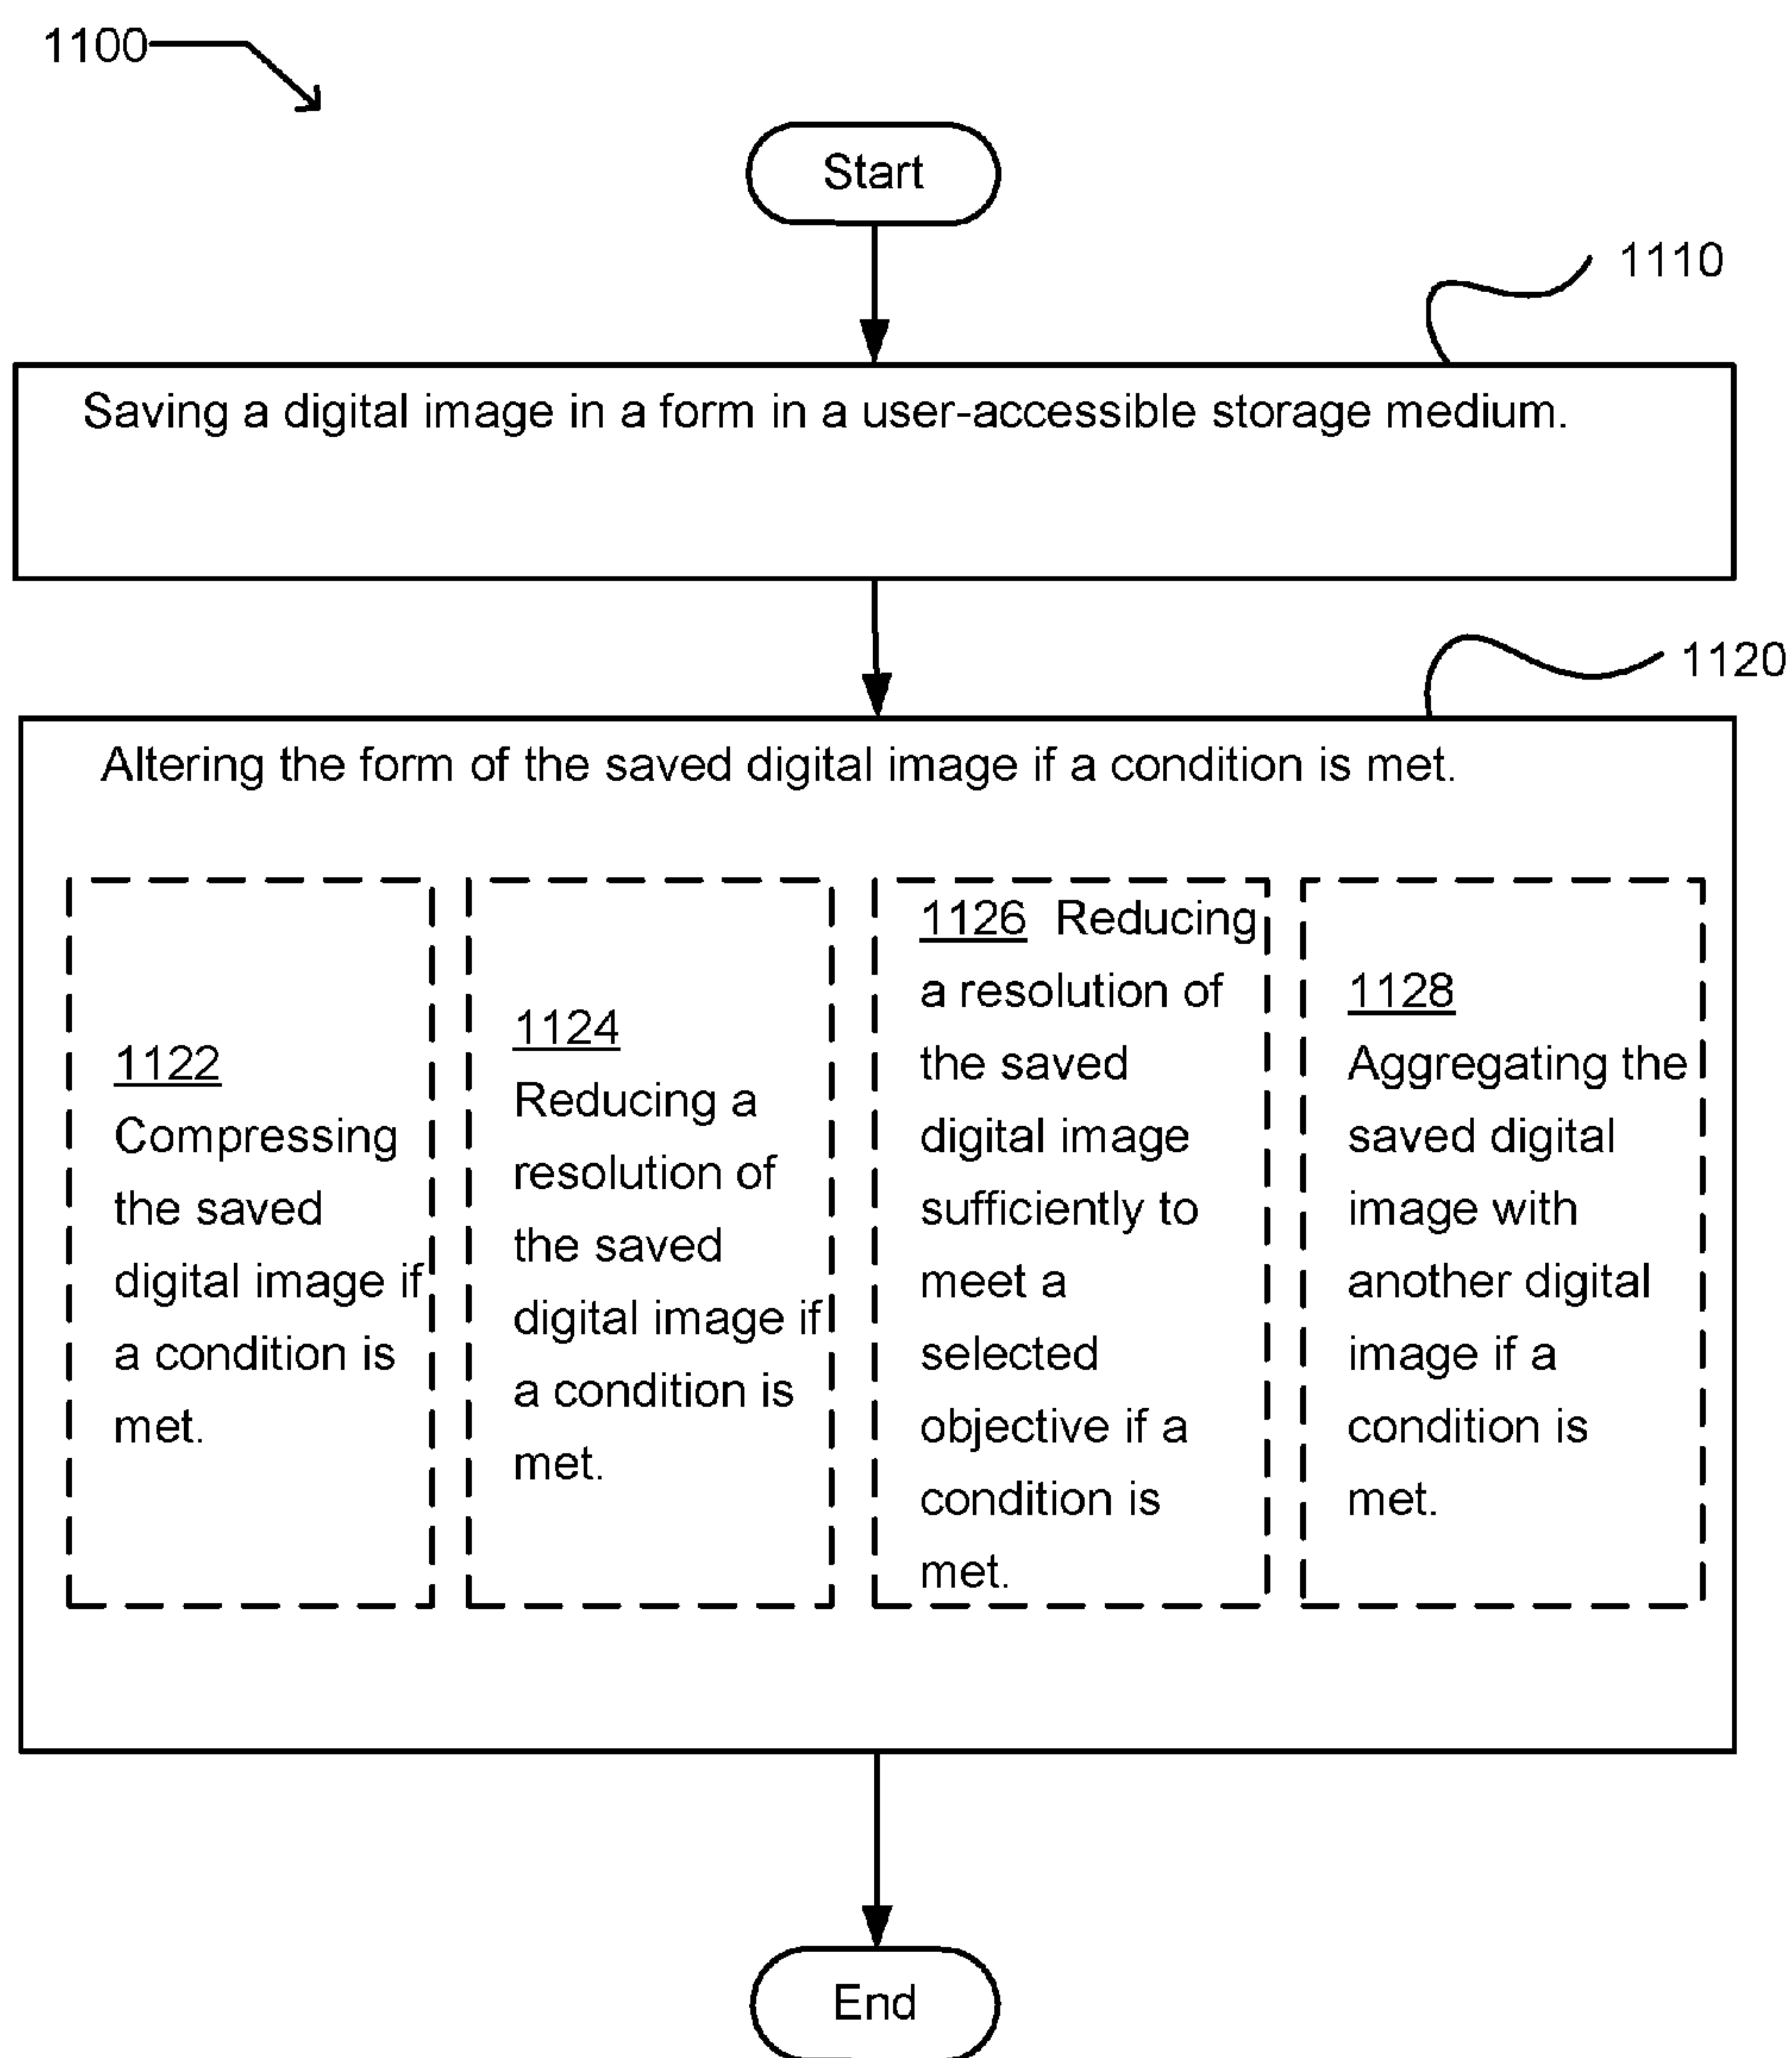 1100
Start
1110
Saving a digital image in a form in a user-accessible storage medium.
1120
Altering the form of the saved digital image if a condition is met.
1122
Compressing
the saved
digital image if
a condition is
met.
1124
Reducing a
resolution of
the saved
digital image if
a condition is
met.
1126 Reducing
a resolution of
the saved
digital image
sufficiently to
meet a
selected
objective if a
condition is
met.
1128
Aggregating the
saved digital
image with
another digital
image if a
condition is
met.
End